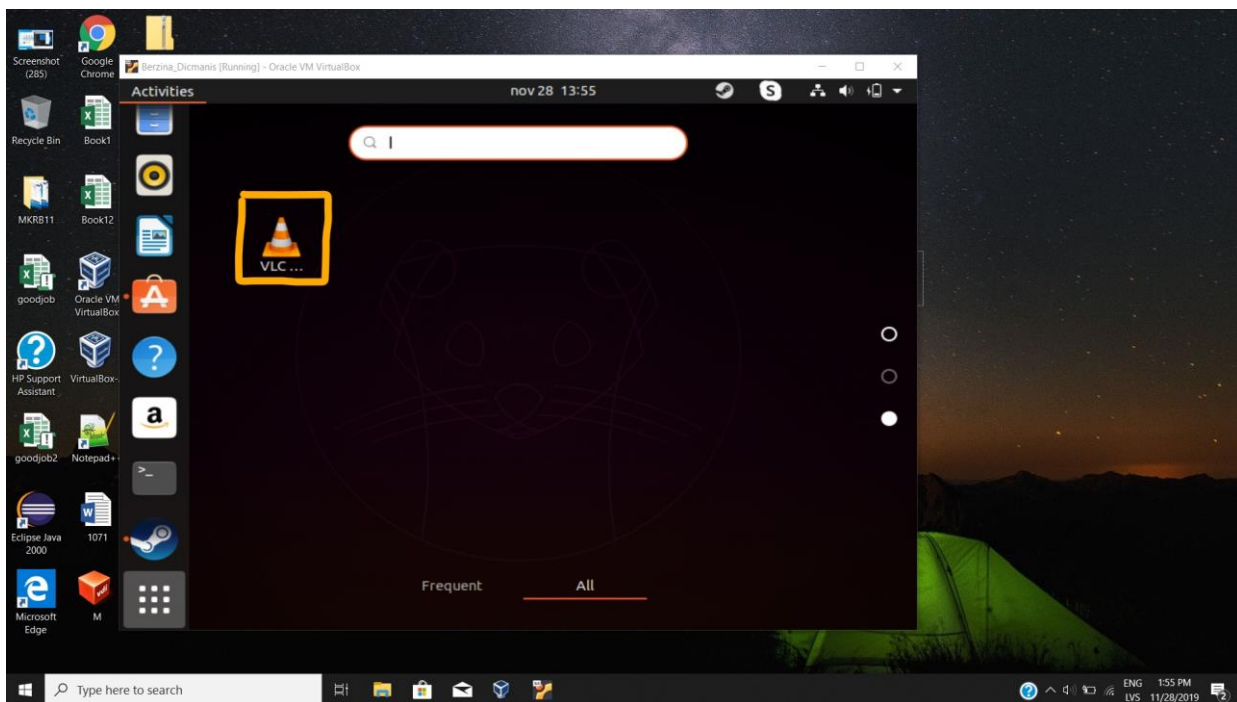 Screenshot
(285)
Google
Chrome
Recycle Bin
Book1
MKRB11
Book12
goodjob
Oracle VM
VirtualBox
HP Support
Assistant
VirtualBox-
goodjob2
Notepad+
Eclipse Java
2000
1071
Microsoft
Edge
M
Berzina_Dicmanis [Running] - Oracle VM VirtualBox
Activities
nov 28 13:55
VLC ...
Frequent
All
Type here to search
ENG
1:55 PM
LVS
11/28/2019
2